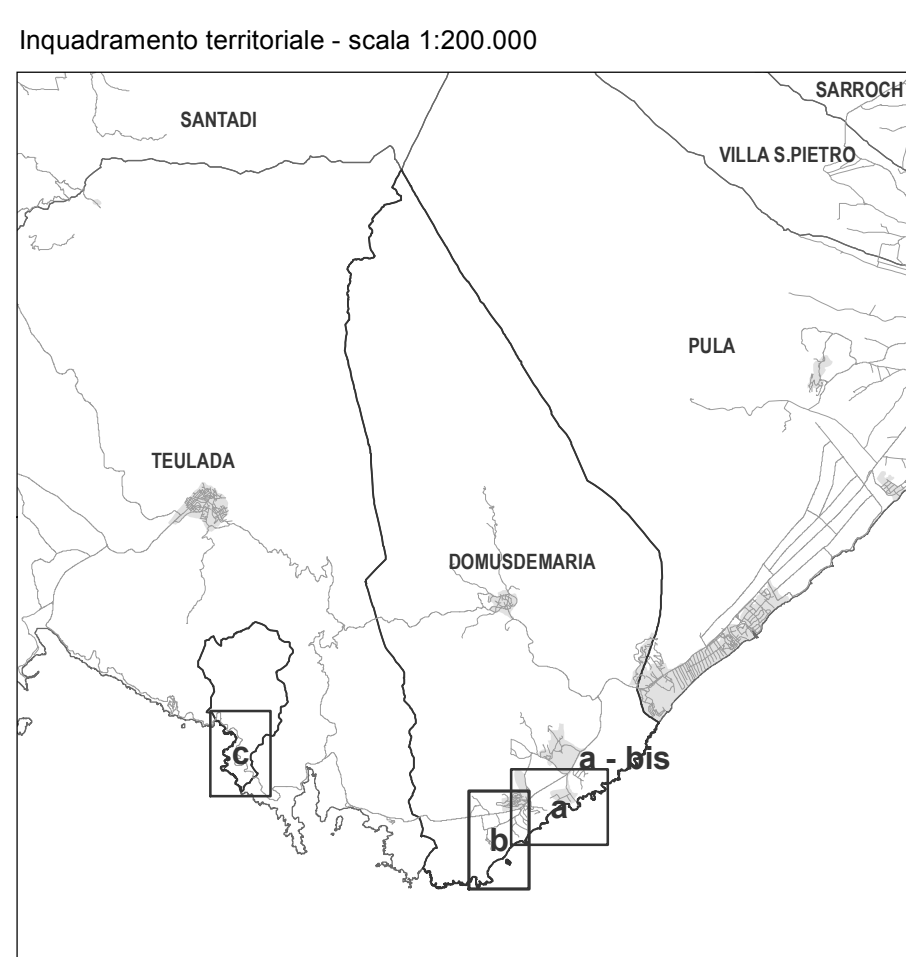 Inquadramento territoriale - scala 1:200.000
SARROCH
SANTADI
VILLA S.PIETRO
PULA
TEULADA
DOMUSDEMARIA
c
a - bis
a
b